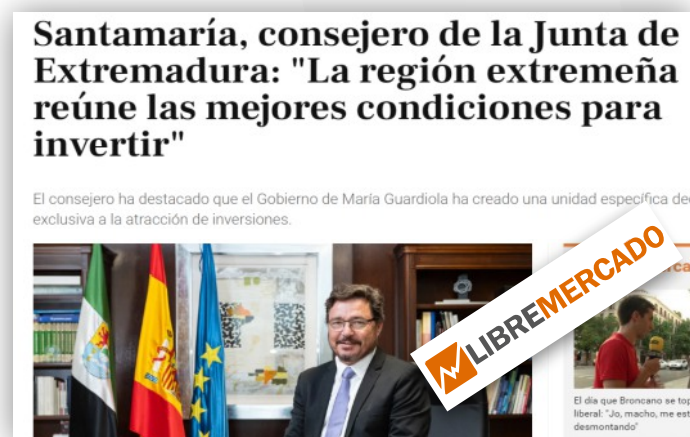 Santamaría, consejero de la Junta de
Extremadura: "La región extremeña
reúne las mejores condiciones para
invertir"
El consejero ha destacado que el Gobierno de María Guardiola ha creado una unidad específica
exclusiva a la atracción de inversiones.
LIBREMERCADO
El día que Broncano se
liberal: "Jo, macho, me
desmontando"